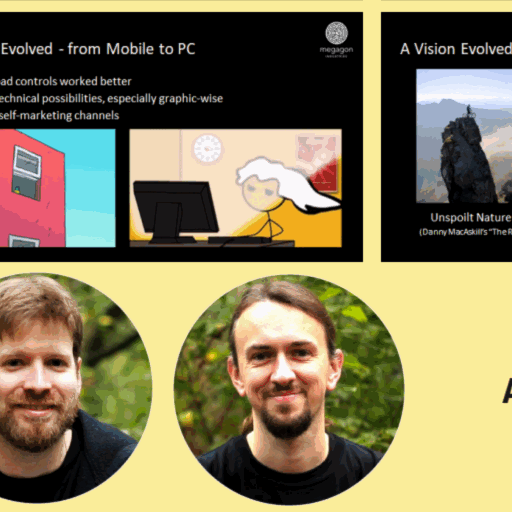 Evolved - from Mobile to PC
megagon
ad controls worked better
echnical possibilities, especially graphic-wise
self-marketing channels
A Vision Evolved
Unspoilt Nature
(Danny MacAskill's "The R
A